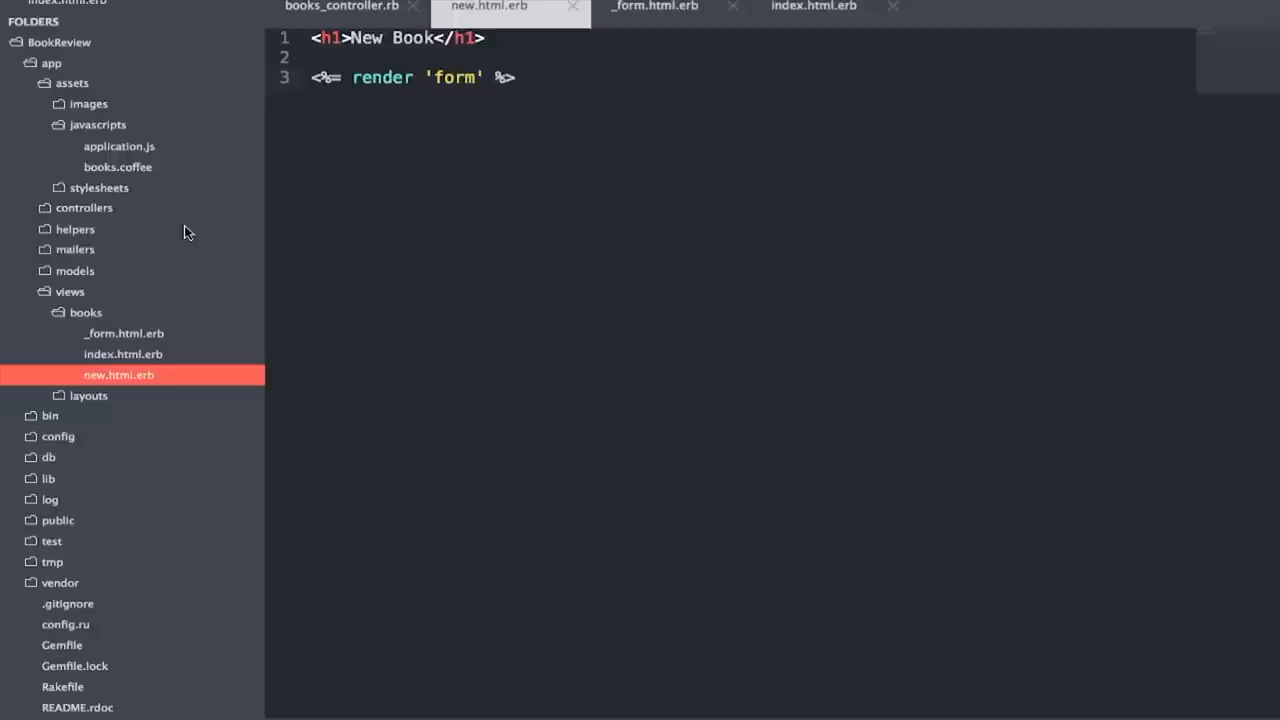 index.html.erb
books_controller.rb
new.html.erb
_form.html.erb
index.html.erb
FOLDERS
BookReview
app
assets
images
javascripts
application.js
books.coffee
stylesheets
controllers
helpers
mailers
models
views
books
_form.html.erb
index.html.erb
new.html.erb
layouts
bin
config
db
lib
log
public
test
tmp
vendor
.gitignore
config.ru
Gemfile
Gemfile.lock
Rakefile
README.rdoc
1 <h1>New Book</h1>
2
3 <%= render 'form' %>